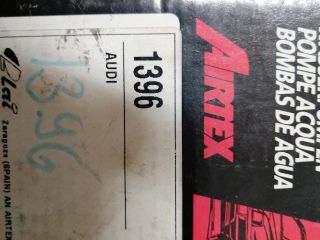 POMPE ACQUA
BOMBAS DE AGUA
AIRTEX
1396
AUDI
1396
Zaragoza (SPAIN) AN AIRTEX